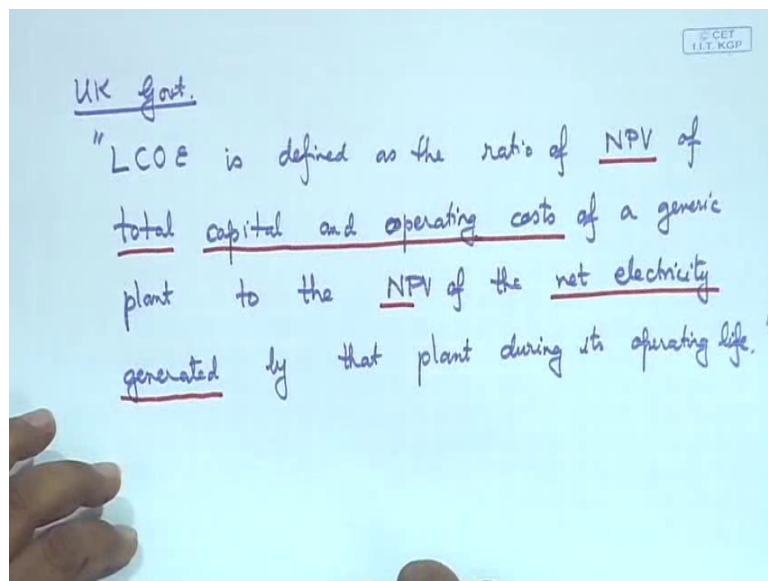 © CET
I.I.T. KGP
UK Govt.
"LCOE is defined as the ratio of NPV of
total capital and operating costs of a generic
plant to the NPV of the net electricity
generated by that plant during its operating life."